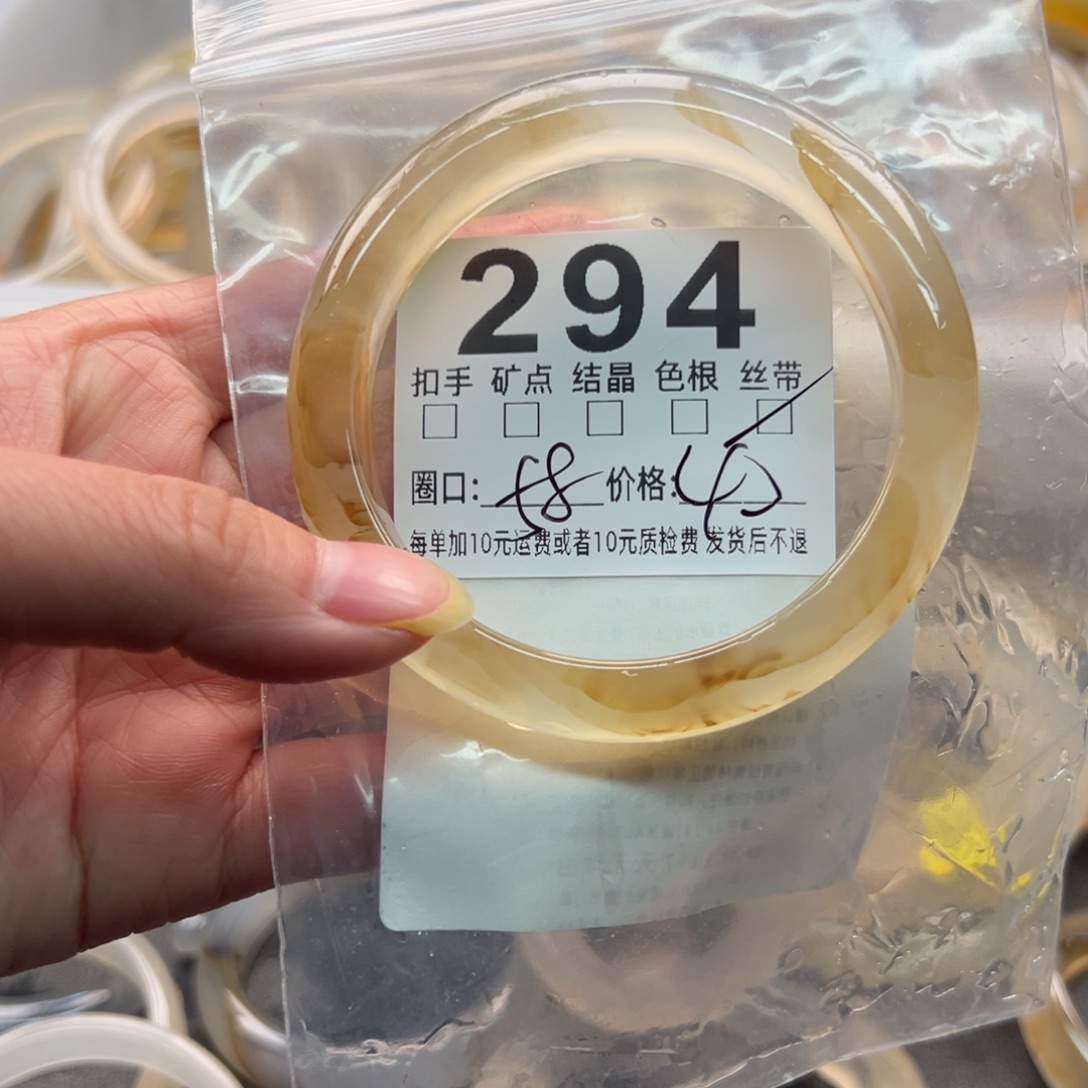 294
扣手 矿点 结晶 色根 丝带
圈口: 58 价格: 40
每单加10元运费或者10元质检费 发货后不退